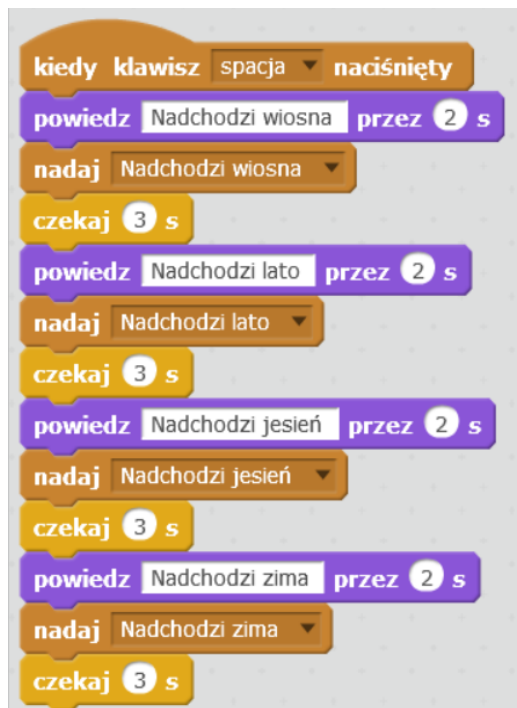 kiedy klawisz spacja naciśnięty
powiedz Nadchodzi wiosna przez 2 s
nadaj Nadchodzi wiosna
czekaj 3 s
powiedz Nadchodzi lato przez 2 s
nadaj Nadchodzi lato
czekaj 3 s
powiedz Nadchodzi jesień przez 2 s
nadaj Nadchodzi jesień
czekaj 3 s
powiedz Nadchodzi zima przez 2 s
nadaj Nadchodzi zima
czekaj 3 s